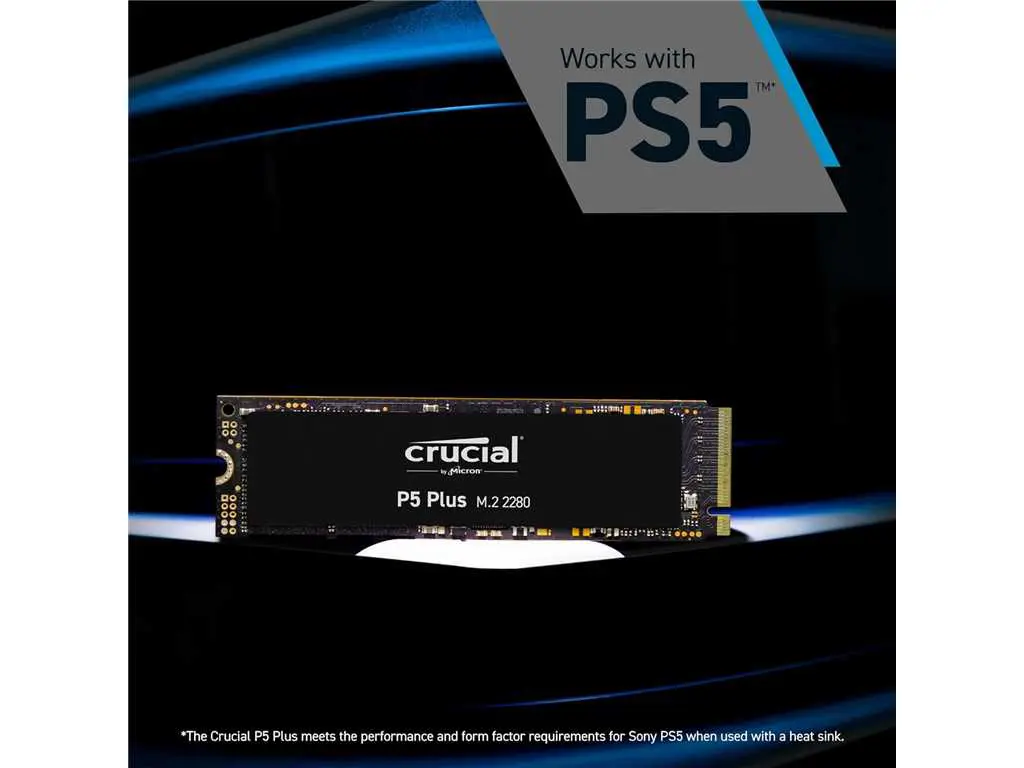 Works with
PS5™*
crucial®
by Micron®
P5 Plus M.2 2280
*The Crucial P5 Plus meets the performance and form factor requirements for Sony PS5 when used with a heat sink.